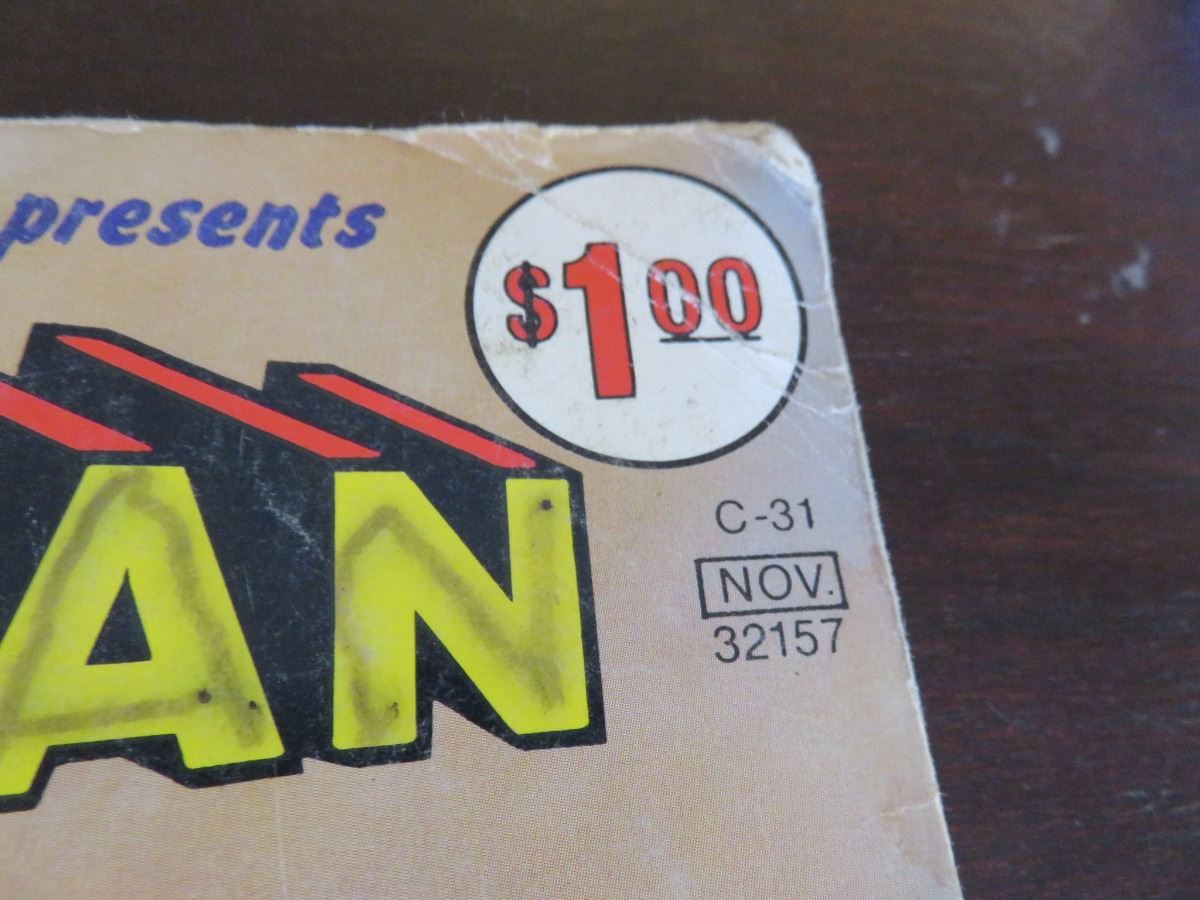 presents
$1.00
AN
C-31
NOV.
32157